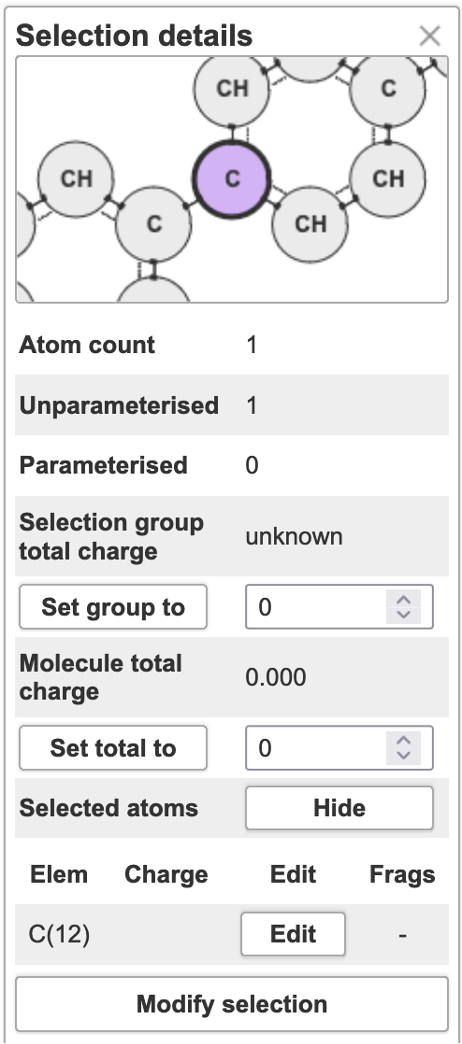 Selection details
CH
C
CH
C
CH
C
CH
Atom count 1
Unparameterised 1
Parameterised 0
Selection group
total charge
unknown
Set group to 0
Molecule total
charge
0.000
Set total to 0
Selected atoms Hide
Elem Charge Edit Frags
C(12) Edit -
Modify selection